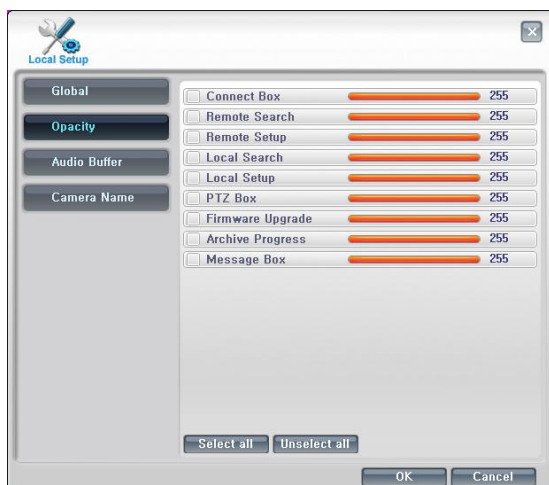 Local Setup
Global
Opacity
Audio Buffer
Camera Name
Connect Box 255
Remote Search 255
Remote Setup 255
Local Search 255
Local Setup 255
PTZ Box 255
Firmware Upgrade 255
Archive Progress 255
Message Box 255
Select all Unselect all
OK Cancel